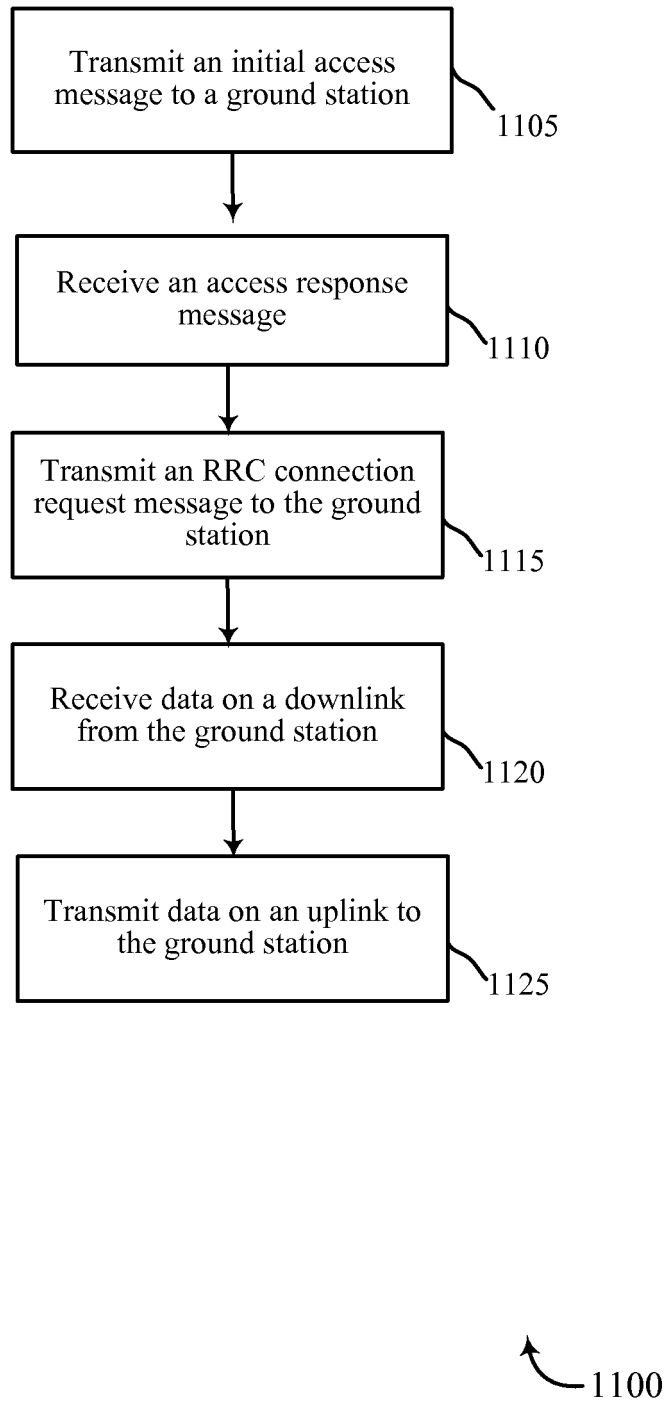 Transmit an initial access
message to a ground station
1105
Receive an access response
message
1110
Transmit an RRC connection
request message to the ground
station
1115
Receive data on a downlink
from the ground station
1120
Transmit data on an uplink to
the ground station
1125
1100